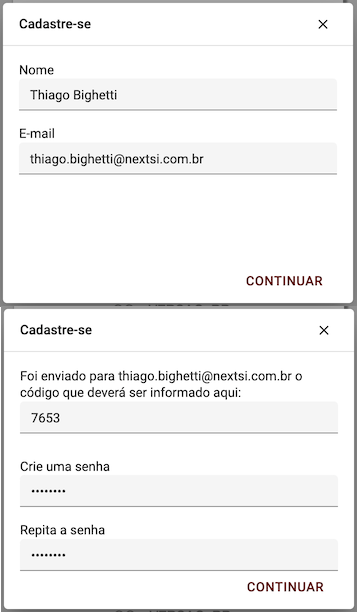 Cadastre-se
Nome
Thiago Bighetti
E-mail
thiago.bighetti@nextsi.com.br
CONTINUAR
Cadastre-se
Foi enviado para thiago.bighetti@nextsi.com.br o
código que deverá ser informado aqui:
7653
Crie uma senha
••••••••
Repita a senha
••••••••
CONTINUAR